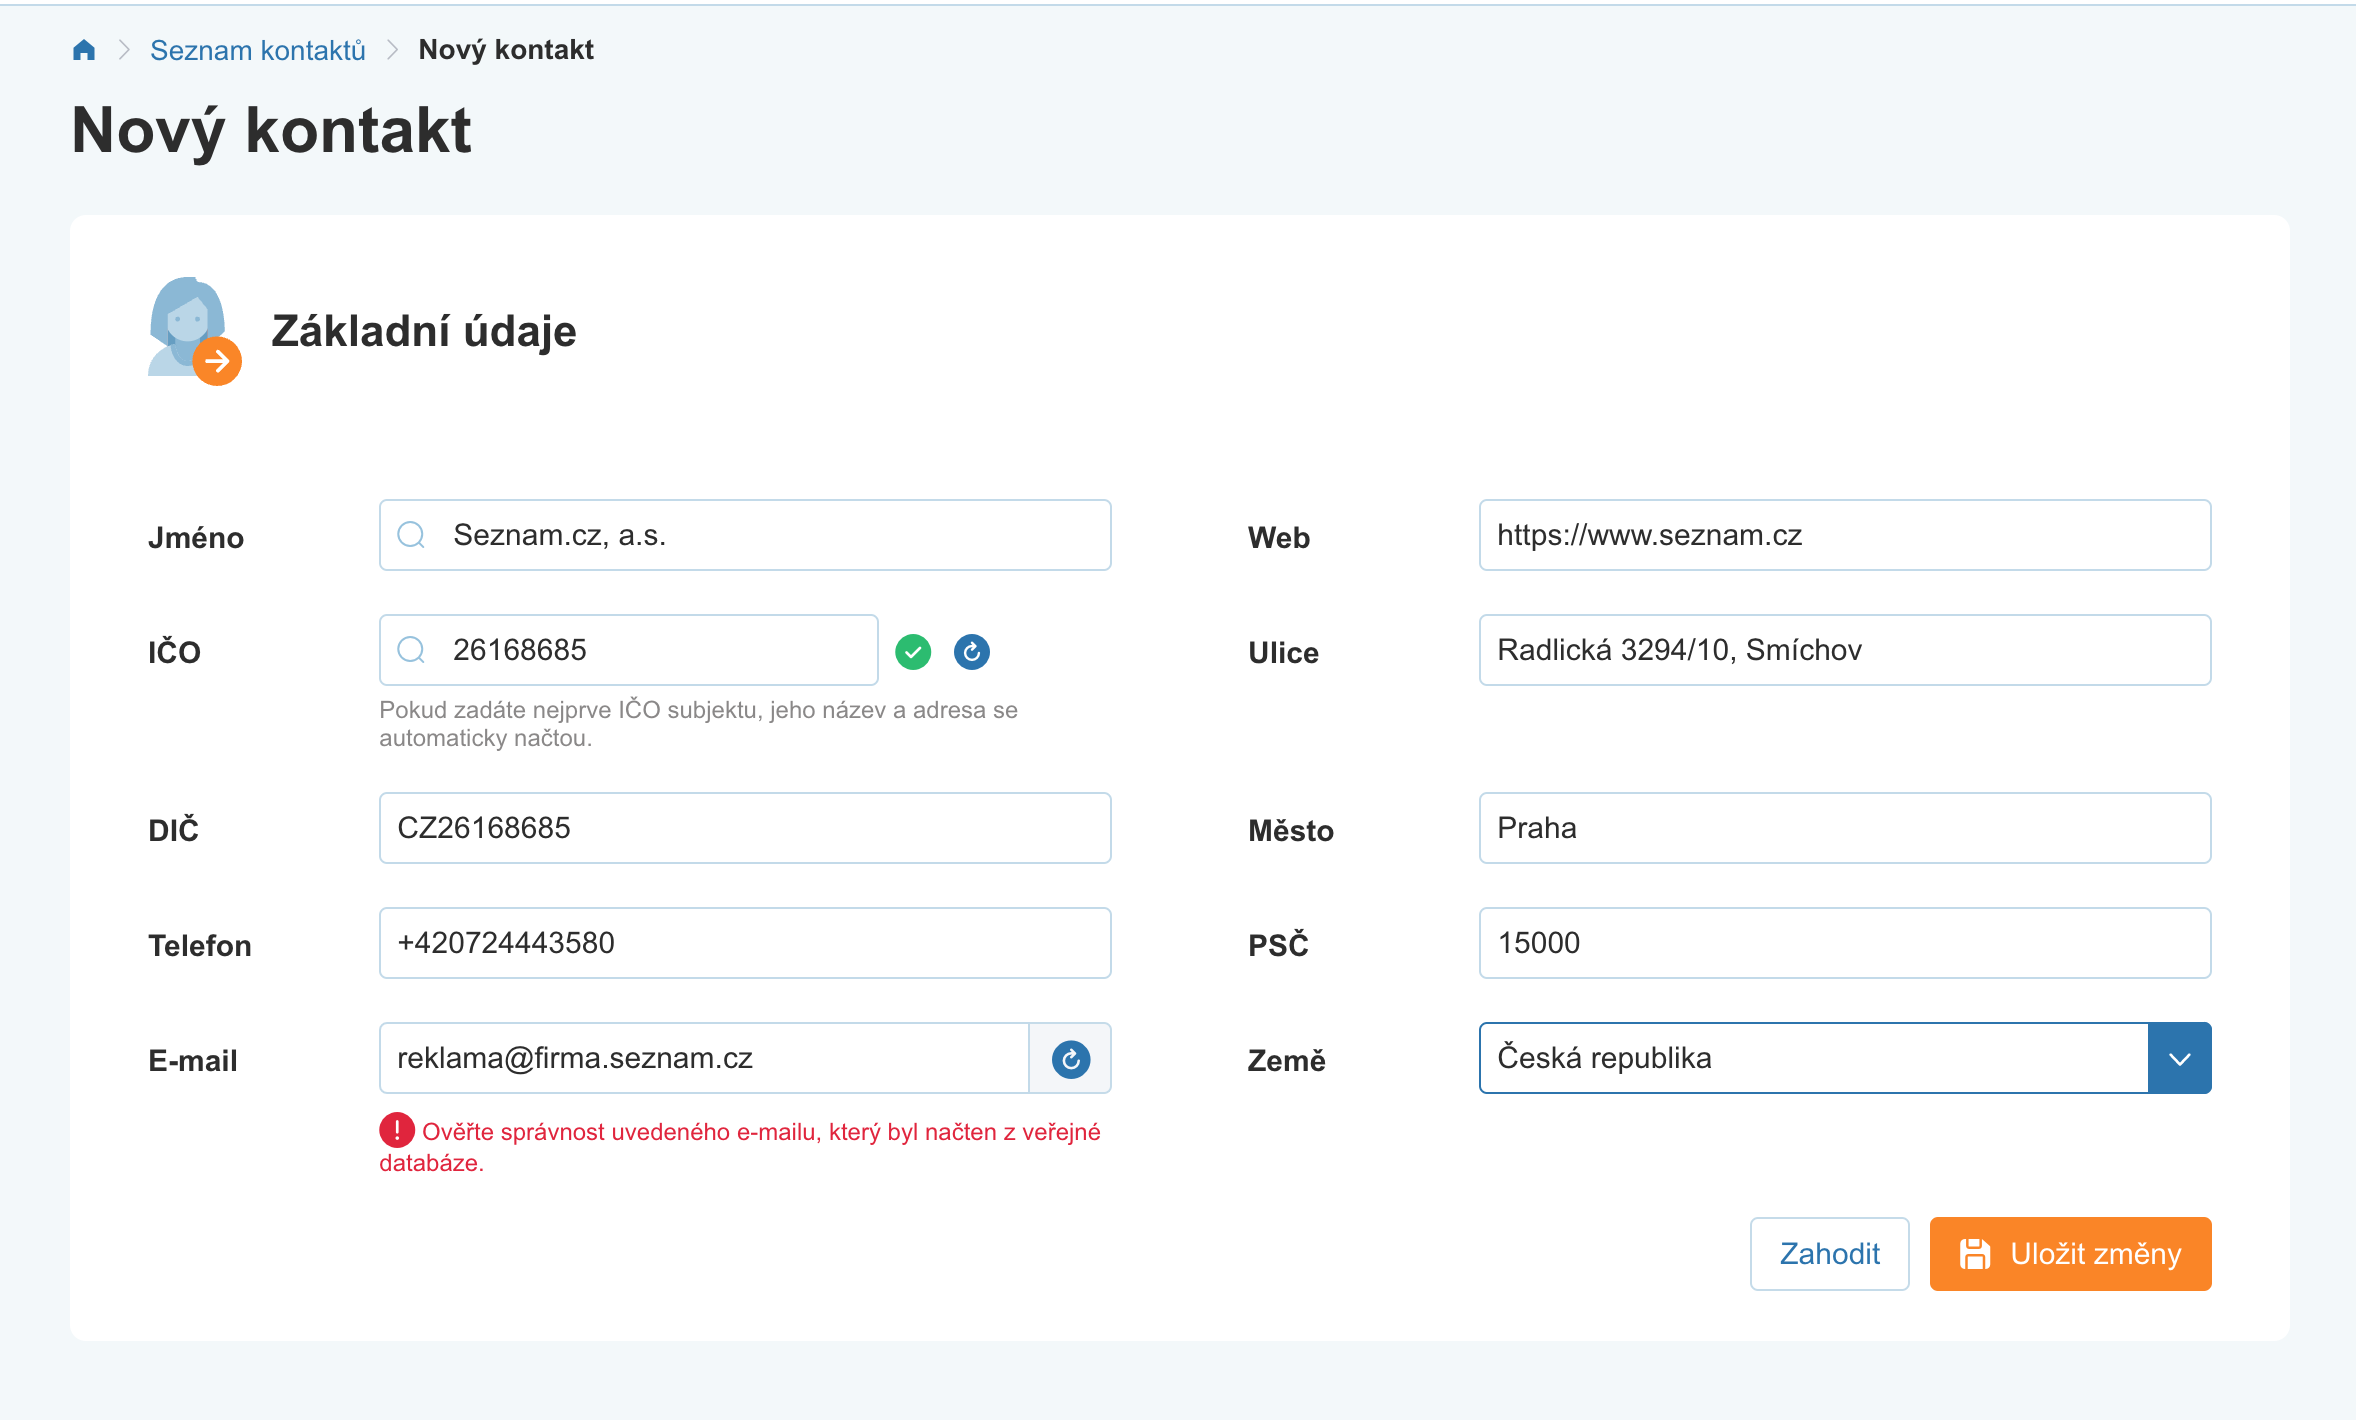 Seznam kontaktů Nový kontakt
Nový kontakt
Základní údaje
Jméno Seznam.cz, a.s.
Web https://www.seznam.cz
IČO 26168685
Ulice Radlická 3294/10, Smíchov
Pokud zadáte nejprve IČO subjektu, jeho název a adresa se
automaticky načtou.
DIČ CZ26168685
Město Praha
Telefon +420724443580
PSČ 15000
E-mail reklama@firma.seznam.cz
Země Česká republika
Ověřte správnost uvedeného e-mailu, který byl načten z veřejné
databáze.
Zahodit Uložit změny